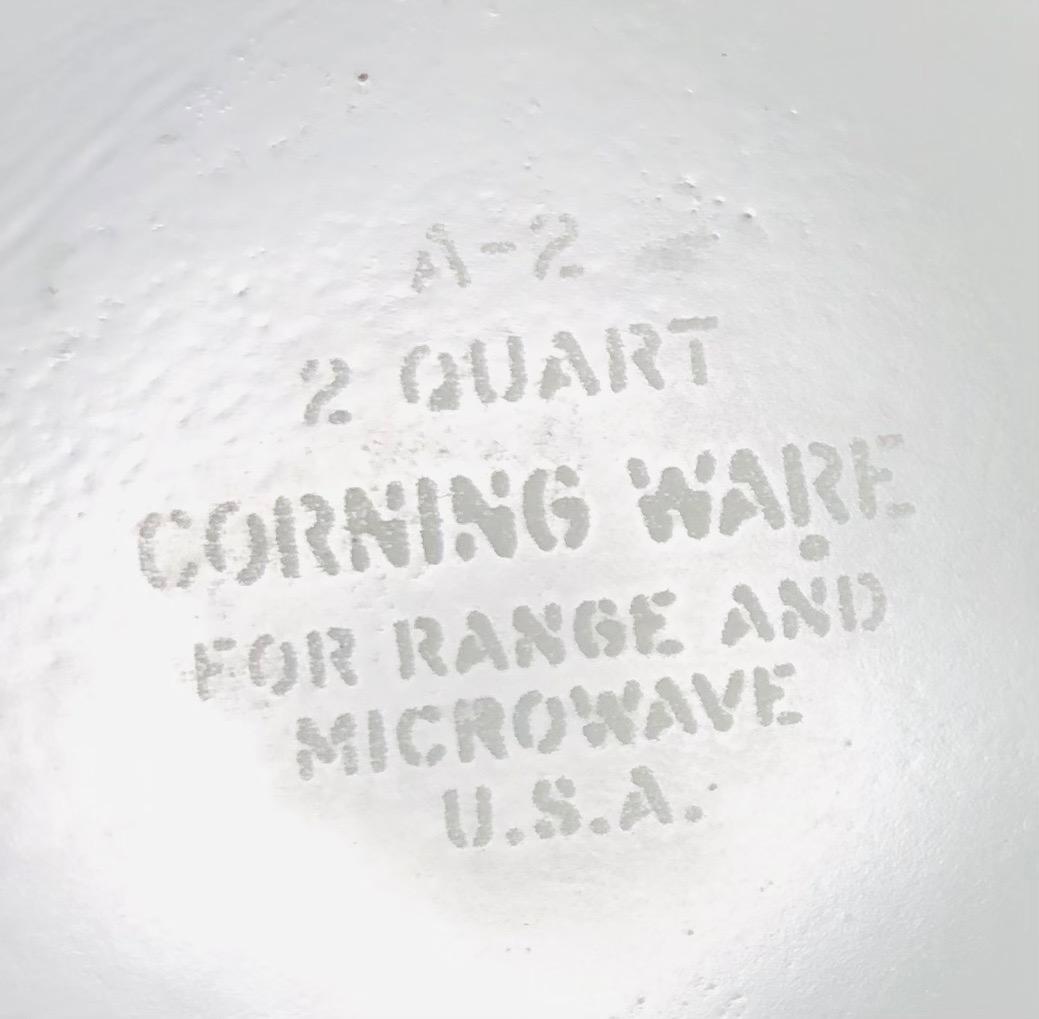 A-2
2 QUART
CORNING WARE
FOR RANGE AND
MICROWAVE
U.S.A.